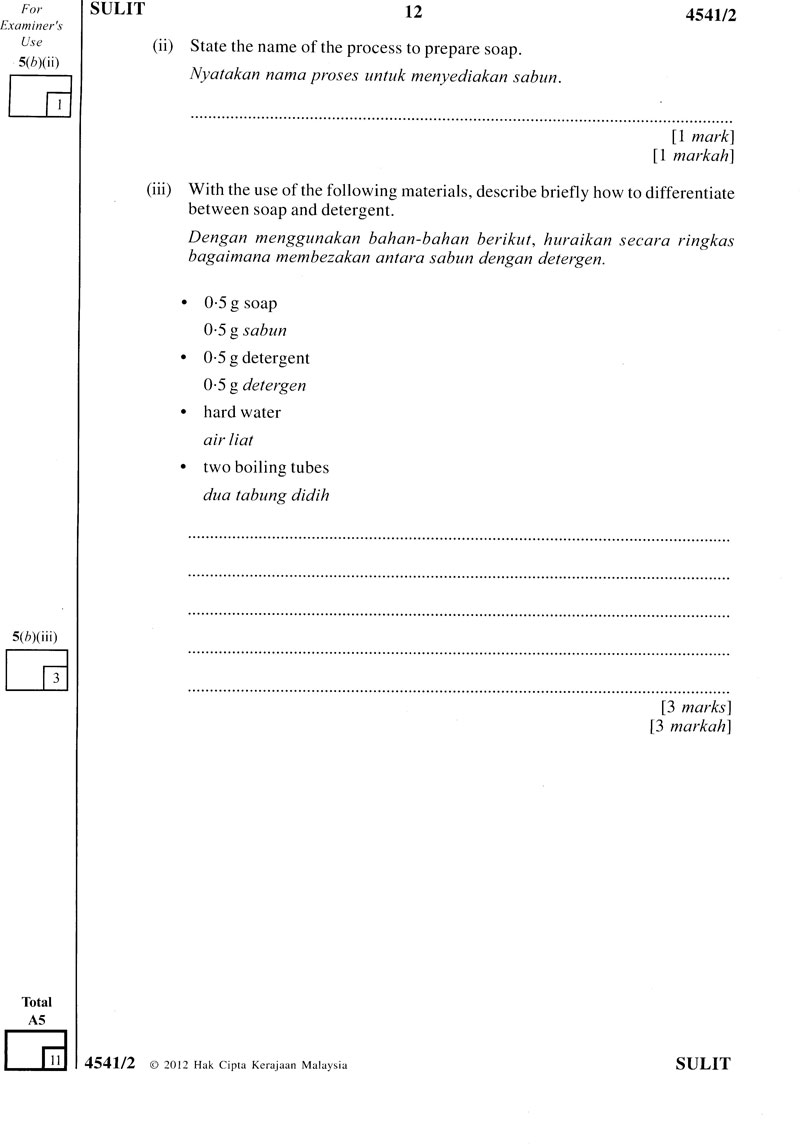 For
Examiner's
Use
SULIT 12 4541/2
5(b)(ii)
1
(ii) State the name of the process to prepare soap.
Nyatakan nama proses untuk menyediakan sabun.
[1 mark]
[1 markah]
(iii) With the use of the following materials, describe briefly how to differentiate
between soap and detergent.
Dengan menggunakan bahan-bahan berikut, huraikan secara ringkas
bagaimana membezakan antara sabun dengan detergen.
• 0·5 g soap
0·5 g sabun
• 0·5 g detergent
0·5 g detergen
• hard water
air liat
• two boiling tubes
dua tabung didih
5(b)(iii)
3
[3 marks]
[3 markah]
Total
A5
11
4541/2 © 2012 Hak Cipta Kerajaan Malaysia SULIT